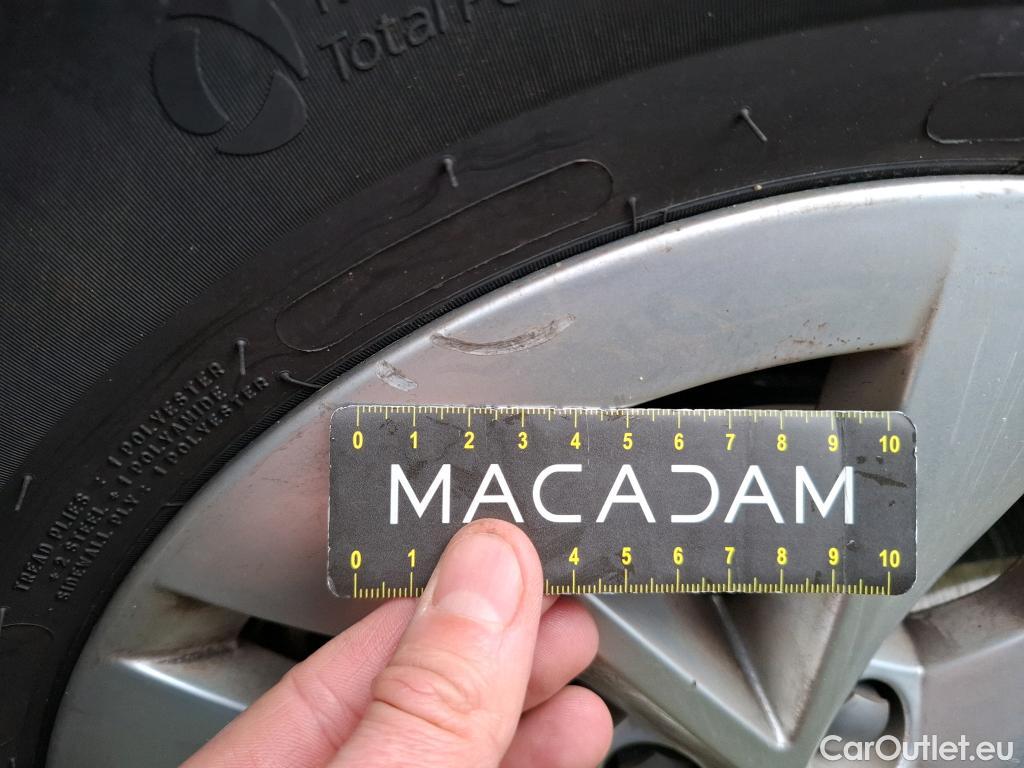 Total
TREAD PLIES : 1 POLYESTER
+ 2 STEEL + 1 POLYAMIDE
SIDEWALL PLY : 1 POLYESTER
0 1 2 3 4 5 6 7 8 9 10
MACADAM
0 1 4 5 6 7 8 9 10
CarOutlet.eu